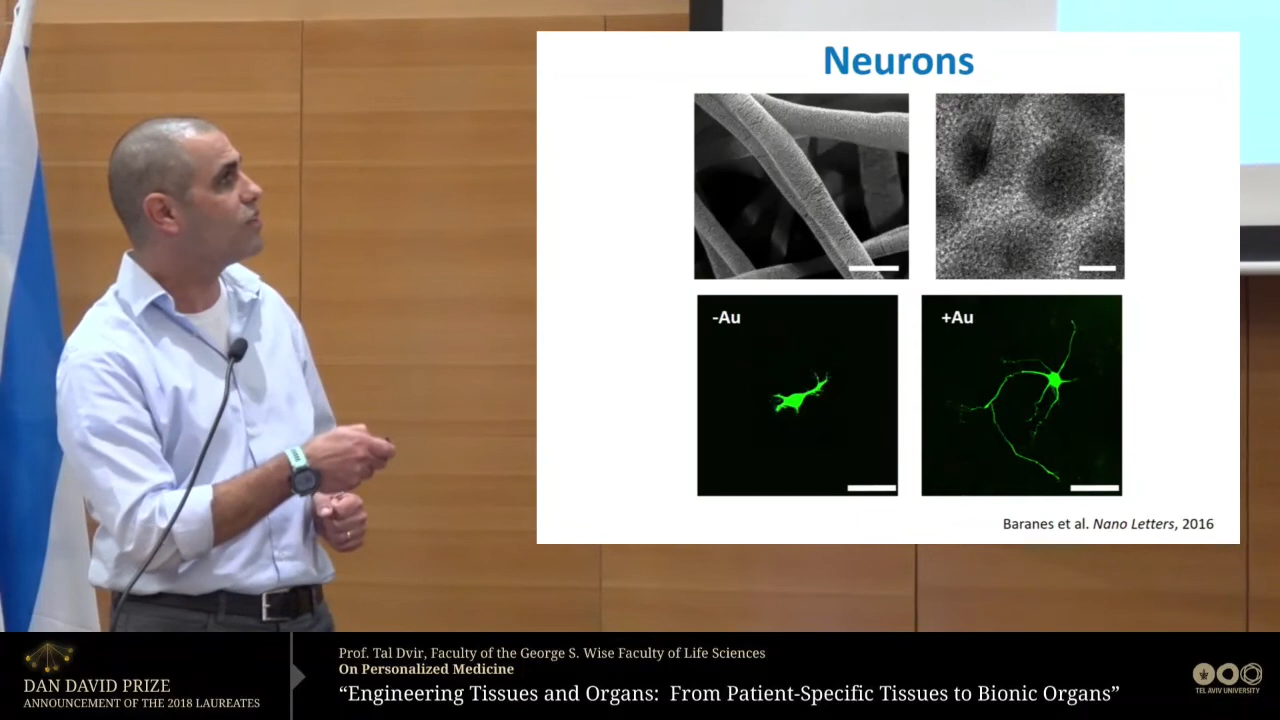 Neurons
-Au
+Au
Baranes et al. Nano Letters, 2016
Prof. Tal Dvir, Faculty of the George S. Wise Faculty of Life Sciences
On Personalized Medicine
“Engineering Tissues and Organs: From Patient-Specific Tissues to Bionic Organs”
DAN DAVID PRIZE
ANNOUNCEMENT OF THE 2018 LAUREATES
TEL AVIV UNIVERSITY